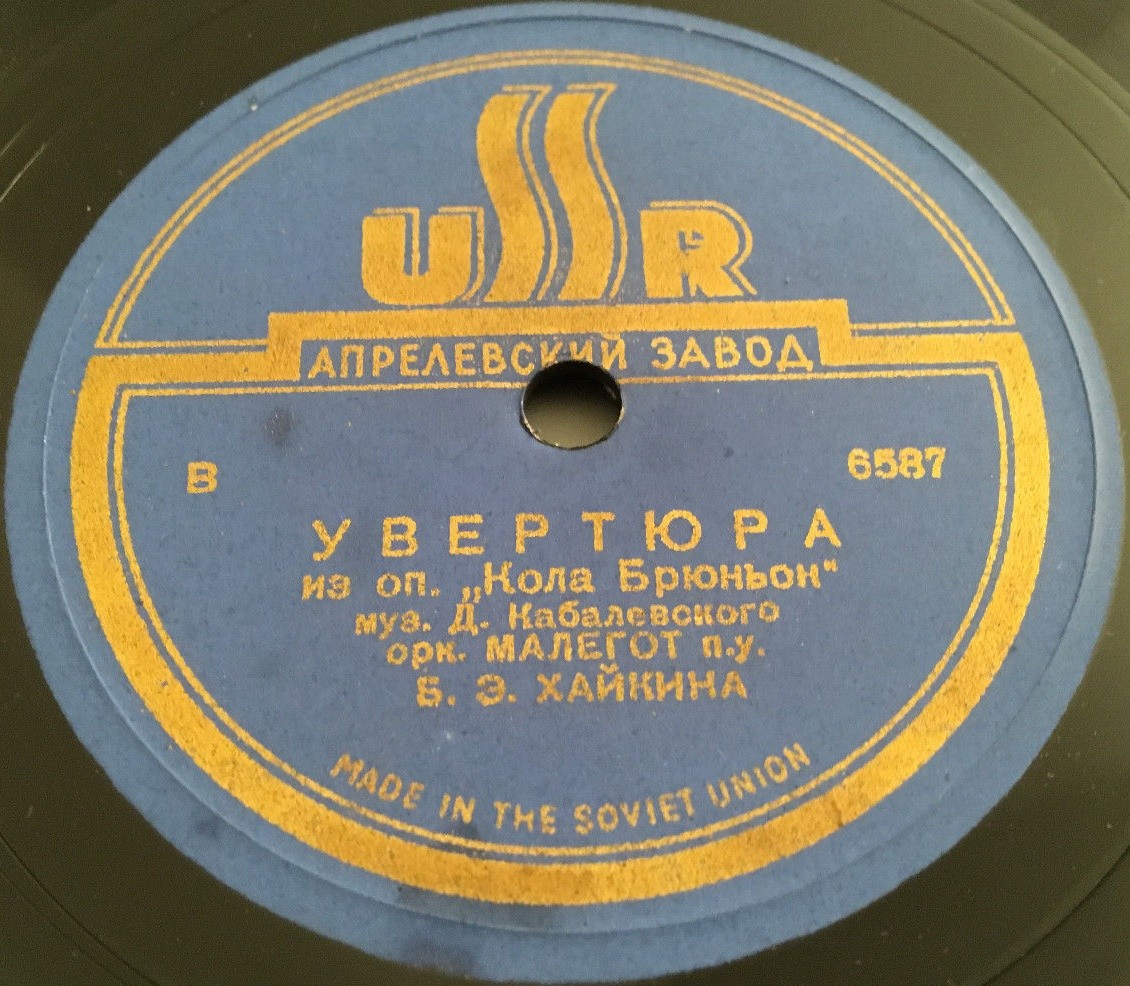 USSR
АПРЕЛЕВСКИЙ ЗАВОД
В 6587
УВЕРТЮРА
из оп. „Кола Брюньон“
муз. Д. Кабалевского
орк. МАЛЕГОТ п.у.
Б. Э. ХАЙКИНА
MADE IN THE SOVIET UNION